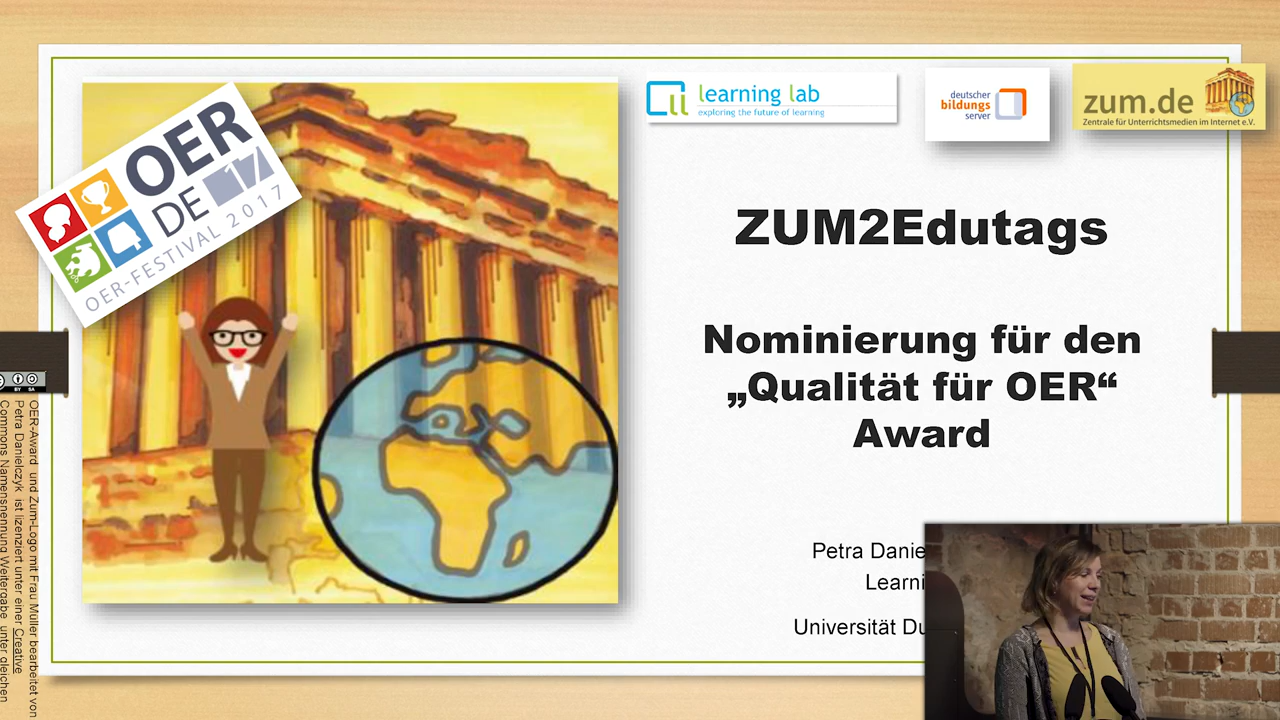 OER
DE 17
OER-FESTIVAL 2017
learning lab
exploring the future of learning
deutscher
bildungs
server
zum.de
Zentrale für Unterrichtsmedien im Internet e.V.
ZUM2Edutags
Nominierung für den
„Qualität für OER“
Award
Petra Danie
Learni
Universität Du
BY SA
OER-Award und Zum-Logo mit Frau Müller bearbeitet von
Petra Danielczyk ist lizenziert unter einer Creative
Commons Namensnennung Weitergabe unter gleichen